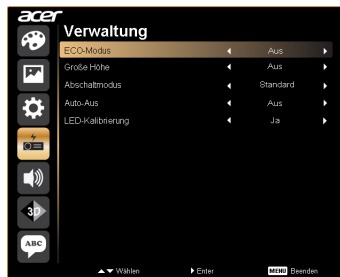 acer
Verwaltung
ECO-Modus Aus
Große Höhe Aus
Abschaltmodus Standard
Auto-Aus Aus
LED-Kalibrierung Ja
3D
ABC
Wählen Enter MENU Beenden